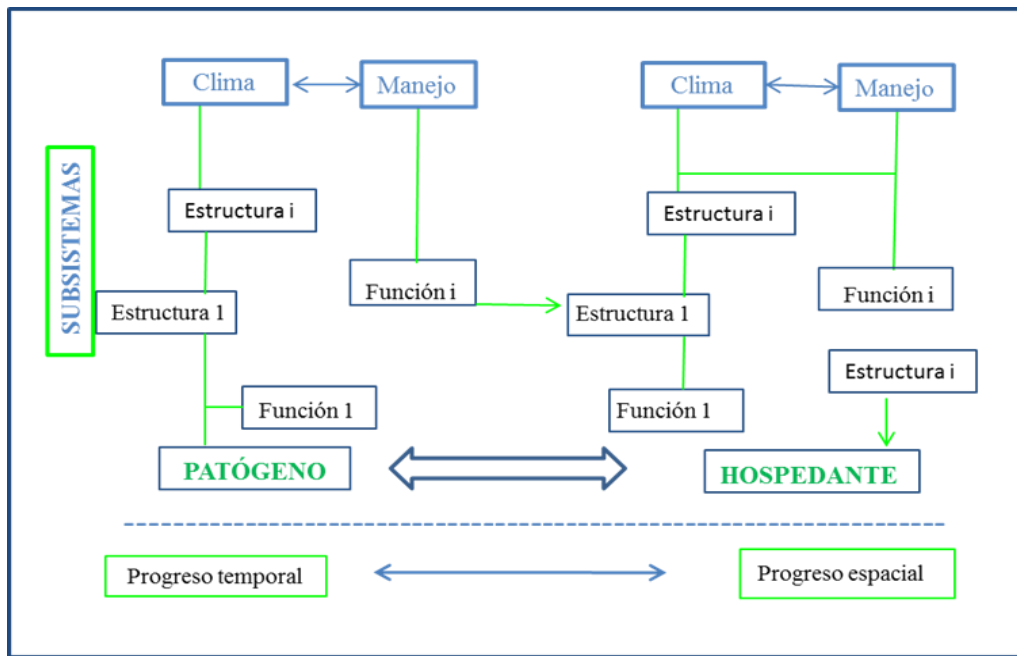 Clima
Manejo
Clima
Manejo
SUBSISTEMAS
Estructura i
Estructura i
Función i
Función i
Estructura 1
Estructura 1
Estructura i
Función 1
Función 1
PATÓGENO
HOSPEDANTE
Progreso temporal
Progreso espacial